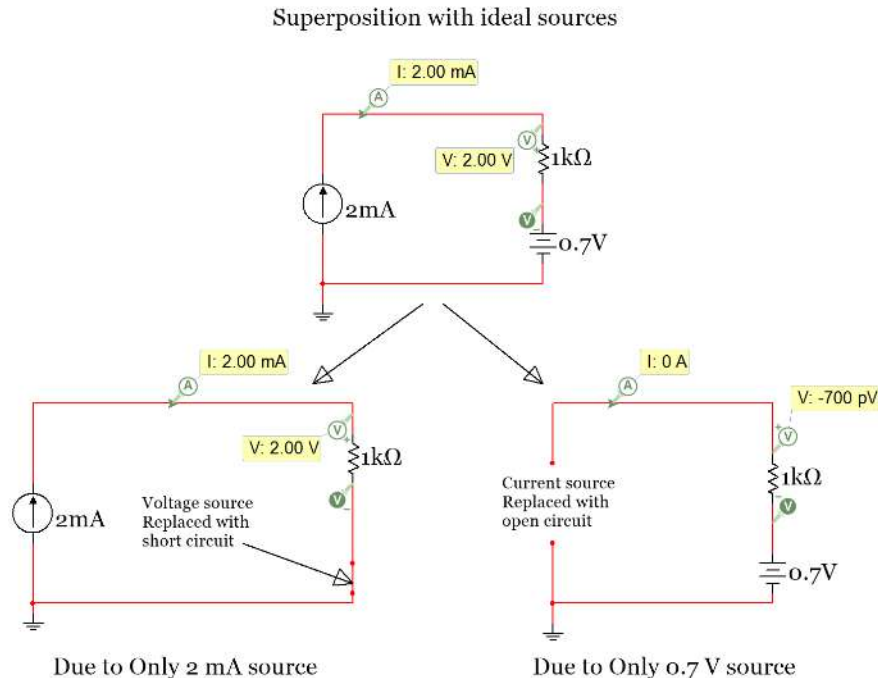 Superposition with ideal sources
I: 2.00 mA
A
V
V: 2.00 V
1kΩ
2mA
V
0.7V
I: 2.00 mA
A
V: 2.00 V
V
1kΩ
2mA
V
Voltage source
Replaced with
short circuit
Due to Only 2 mA source
I: 0 A
A
V: -700 pV
V
1kΩ
Current source
Replaced with
open circuit
V
0.7V
Due to Only 0.7 V source